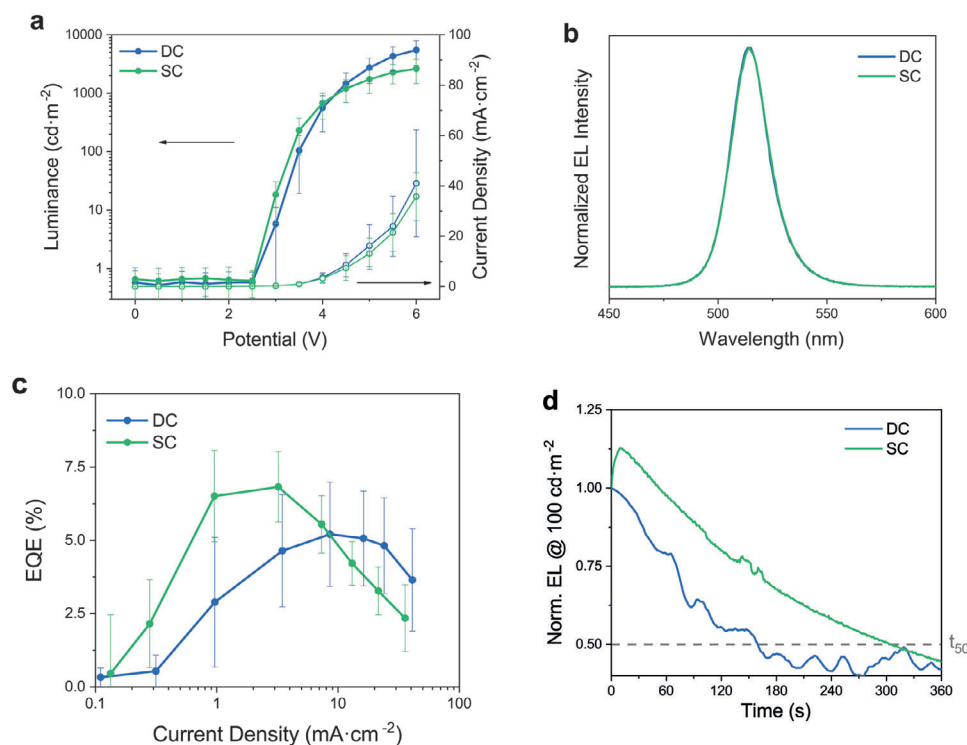 a
DC
SC
Luminance (cd·m⁻²)
10000
1000
100
10
1
100
80
60
40
20
0
Current Density (mA·cm⁻²)
0
2
4
6
Potential (V)
b
DC
SC
Normalized EL Intensity
450
500
550
600
Wavelength (nm)
c
DC
SC
EQE (%)
10.0
7.5
5.0
2.5
0.0
0.1
1
10
100
Current Density (mA·cm⁻²)
d
DC
SC
Norm. EL @ 100 cd·m⁻²
1.25
1.00
0.75
0.50
t₅₀
0
60
120
180
240
300
360
Time (s)